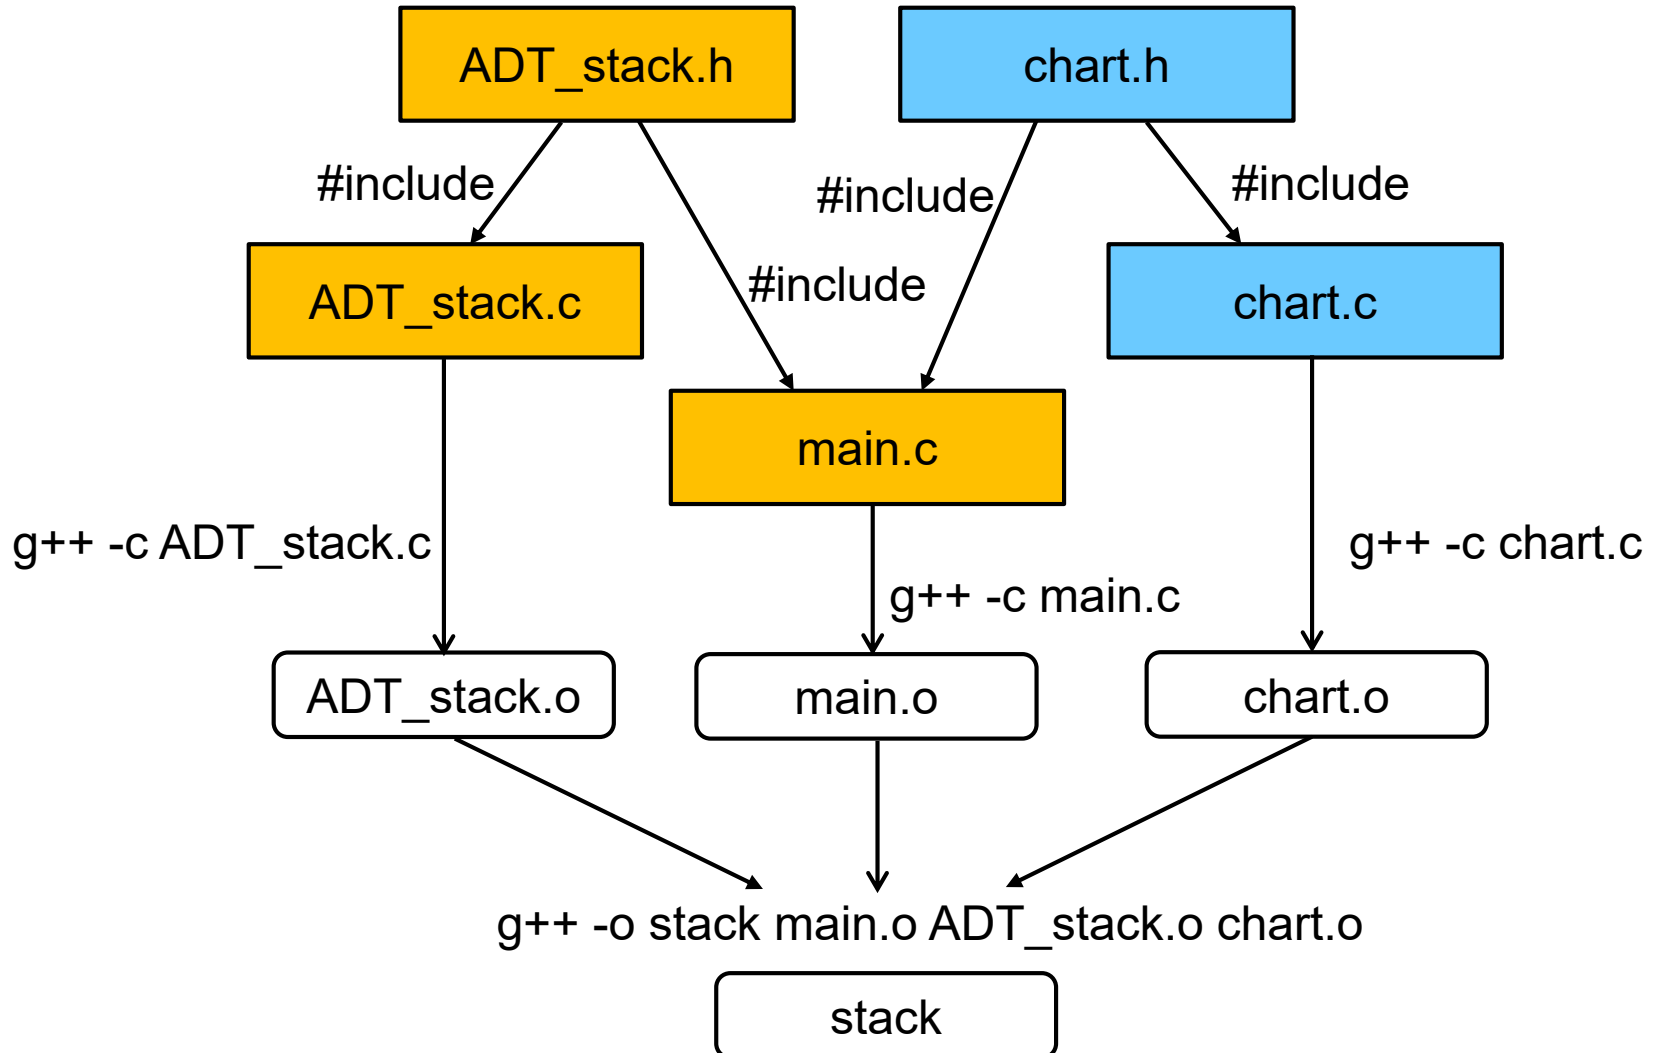 ADT_stack.h
chart.h
#include
#include
#include
#include
ADT_stack.c
chart.c
main.c
g++ -c ADT_stack.c
g++ -c chart.c
g++ -c main.c
ADT_stack.o
main.o
chart.o
g++ -o stack main.o ADT_stack.o chart.o
stack